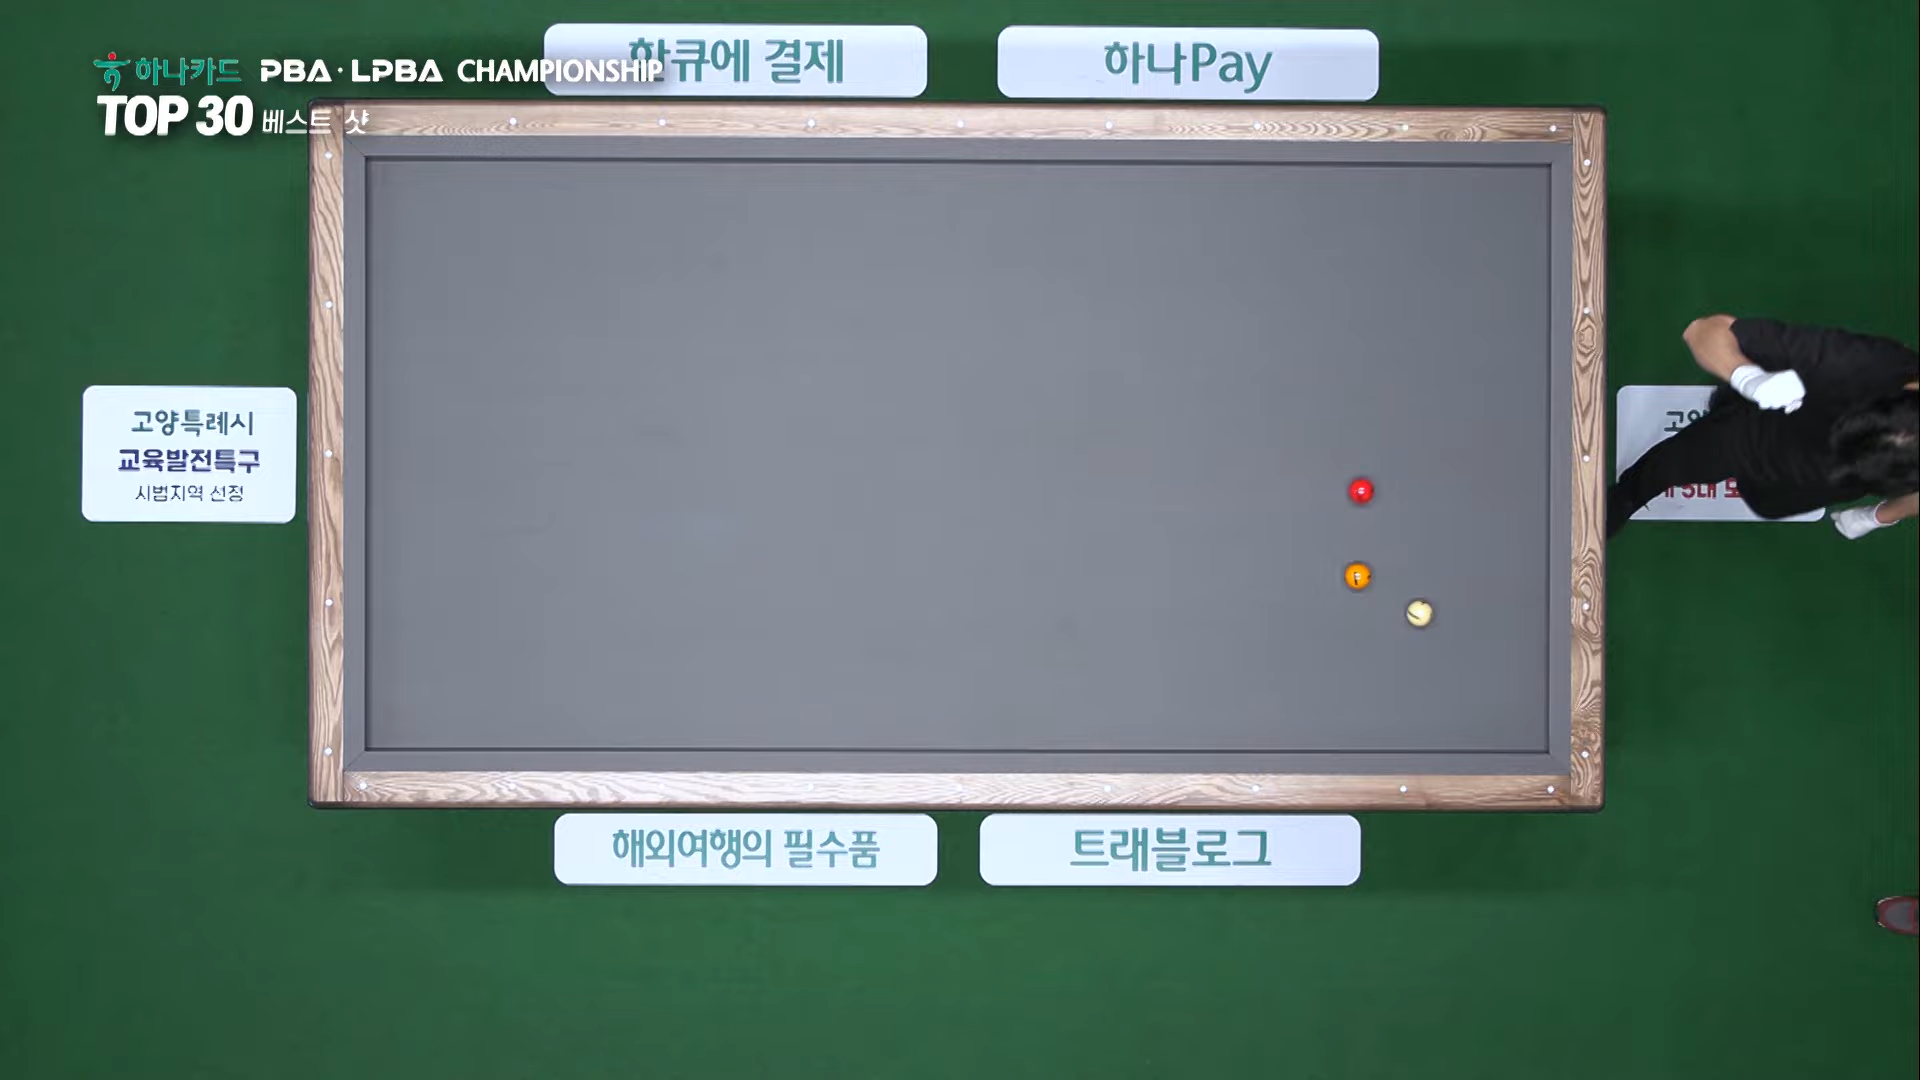 하나카드 PBA·LPBA CHAMPIONSHIP
TOP 30 베스트 샷
한큐에 결제
하나Pay
고양특례시
교육발전특구
시범지역 선정
해외여행의 필수품
트래블로그